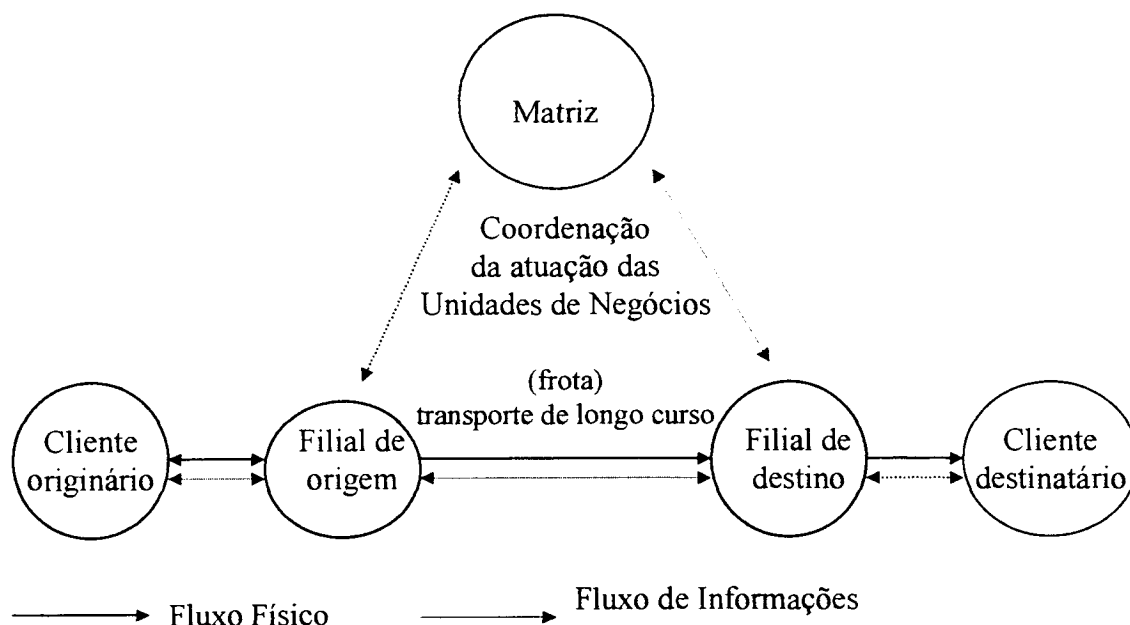 Matriz
Coordenação
da atuação das
Unidades de Negócios
(frota)
transporte de longo curso
Cliente
originário
Filial de
origem
Filial de
destino
Cliente
destinatário
Fluxo Físico
Fluxo de Informações